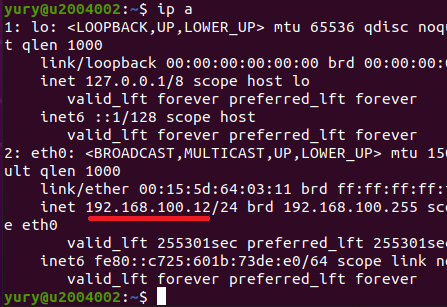 yury@u2004002:~$ ip a
1: lo: <LOOPBACK,UP,LOWER_UP> mtu 65536 qdisc noqu
t qlen 1000
link/loopback 00:00:00:00:00:00 brd 00:00:00:0
inet 127.0.0.1/8 scope host lo
valid_lft forever preferred_lft forever
inet6 ::1/128 scope host
valid_lft forever preferred_lft forever
2: eth0: <BROADCAST,MULTICAST,UP,LOWER_UP> mtu 150
ult qlen 1000
link/ether 00:15:5d:64:03:11 brd ff:ff:ff:ff:
inet 192.168.100.12/24 brd 192.168.100.255 sco
e eth0
valid_lft 255301sec preferred_lft 255301sec
inet6 fe80::c725:601b:73de:e0/64 scope link no
valid_lft forever preferred_lft forever
yury@u2004002:~$